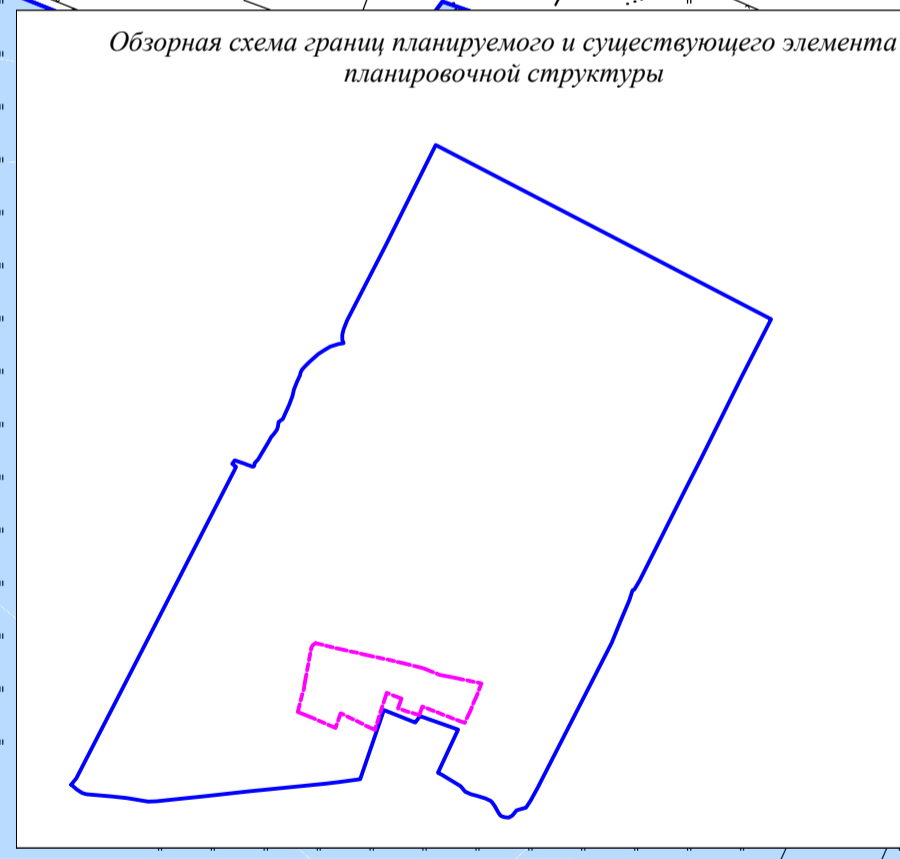 Обзорная схема границ планируемого и существующего элемента
планировочной структуры